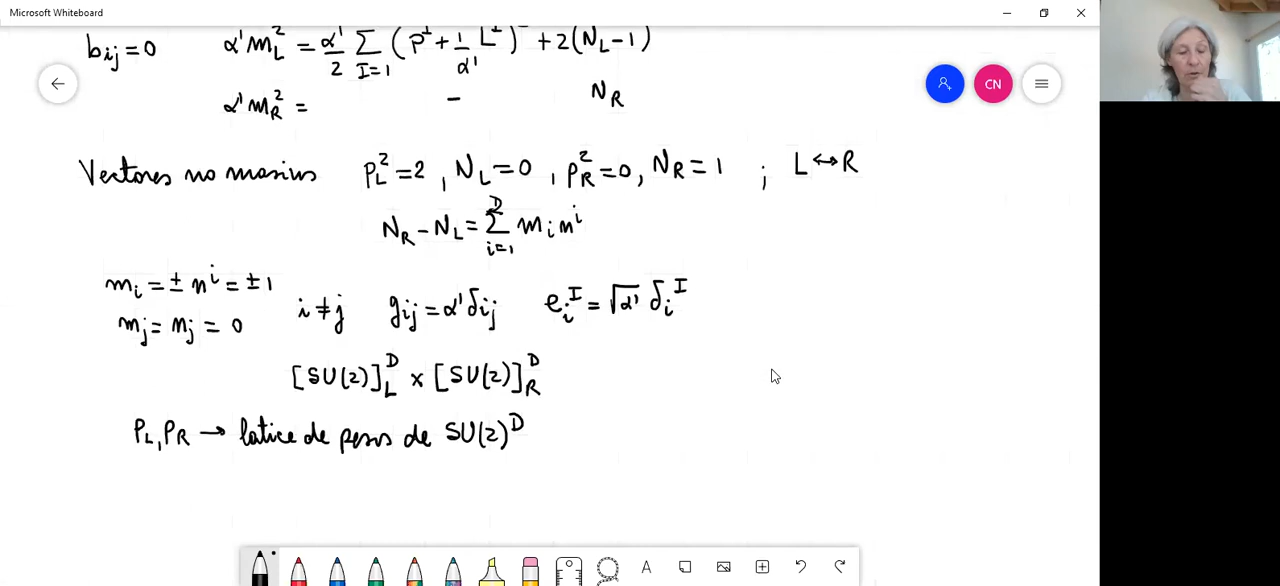 Microsoft Whiteboard
b_ij = 0   α' m_L^2 = α'/2 Σ_{I=1} (P^I + 1/α' L^I)^2 + 2(N_L - 1)
α' m_R^2 =   -   N_R
CN
Vectores no masivos   P_L^2 = 2, N_L = 0, P_R^2 = 0, N_R = 1 ; L ↔ R
N_R - N_L = Σ_{i=1}^D m_i n^i
m_i = ± n^i = ± 1
m_j = n_j = 0   i ≠ j   g_ij = α' δ_ij   e_i^I = √α' δ_i^I
[SU(2)]_L^D × [SU(2)]_R^D
P_L, P_R → latice de pesos de SU(2)^D
A